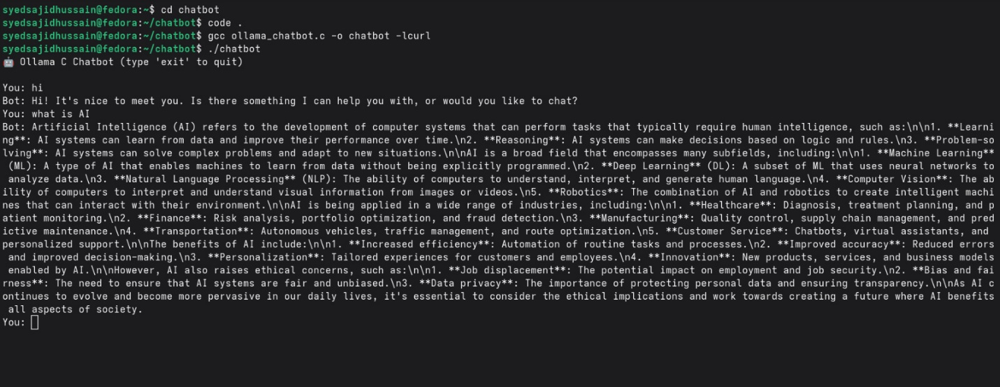 syedsajidhussain@fedora:~$ cd chatbot
syedsajidhussain@fedora:~/chatbot$ code .
syedsajidhussain@fedora:~/chatbot$ gcc ollama_chatbot.c -o chatbot -lcurl
syedsajidhussain@fedora:~/chatbot$ ./chatbot
🤖 Ollama C Chatbot (type 'exit' to quit)
You: hi
Bot: Hi! It's nice to meet you. Is there something I can help you with, or would you like to chat?
You: what is AI
Bot: Artificial Intelligence (AI) refers to the development of computer systems that can perform tasks that typically require human intelligence, such as:\n\n1. **Learni
ng**: AI systems can learn from data and improve their performance over time.\n2. **Reasoning**: AI systems can make decisions based on logic and rules.\n3. **Problem-so
lving**: AI systems can solve complex problems and adapt to new situations.\n\nAI is a broad field that encompasses many subfields, including:\n\n1. **Machine Learning**
 (ML): A type of AI that enables machines to learn from data without being explicitly programmed.\n2. **Deep Learning** (DL): A subset of ML that uses neural networks to
 analyze data.\n3. **Natural Language Processing** (NLP): The ability of computers to understand, interpret, and generate human language.\n4. **Computer Vision**: The ab
ility of computers to interpret and understand visual information from images or videos.\n5. **Robotics**: The combination of AI and robotics to create intelligent machi
nes that can interact with their environment.\n\nAI is being applied in a wide range of industries, including:\n\n1. **Healthcare**: Diagnosis, treatment planning, and p
atient monitoring.\n2. **Finance**: Risk analysis, portfolio optimization, and fraud detection.\n3. **Manufacturing**: Quality control, supply chain management, and pred
ictive maintenance.\n4. **Transportation**: Autonomous vehicles, traffic management, and route optimization.\n5. **Customer Service**: Chatbots, virtual assistants, and
personalized support.\n\nThe benefits of AI include:\n\n1. **Increased efficiency**: Automation of routine tasks and processes.\n2. **Improved accuracy**: Reduced errors
 and improved decision-making.\n3. **Personalization**: Tailored experiences for customers and employees.\n4. **Innovation**: New products, services, and business models
 enabled by AI.\n\nHowever, AI also raises ethical concerns, such as:\n\n1. **Job displacement**: The potential impact on employment and job security.\n2. **Bias and fai
rness**: The need to ensure that AI systems are fair and unbiased.\n3. **Data privacy**: The importance of protecting personal data and ensuring transparency.\n\nAs AI c
ontinues to evolve and become more pervasive in our daily lives, it's essential to consider the ethical implications and work towards creating a future where AI benefits
 all aspects of society.
You: